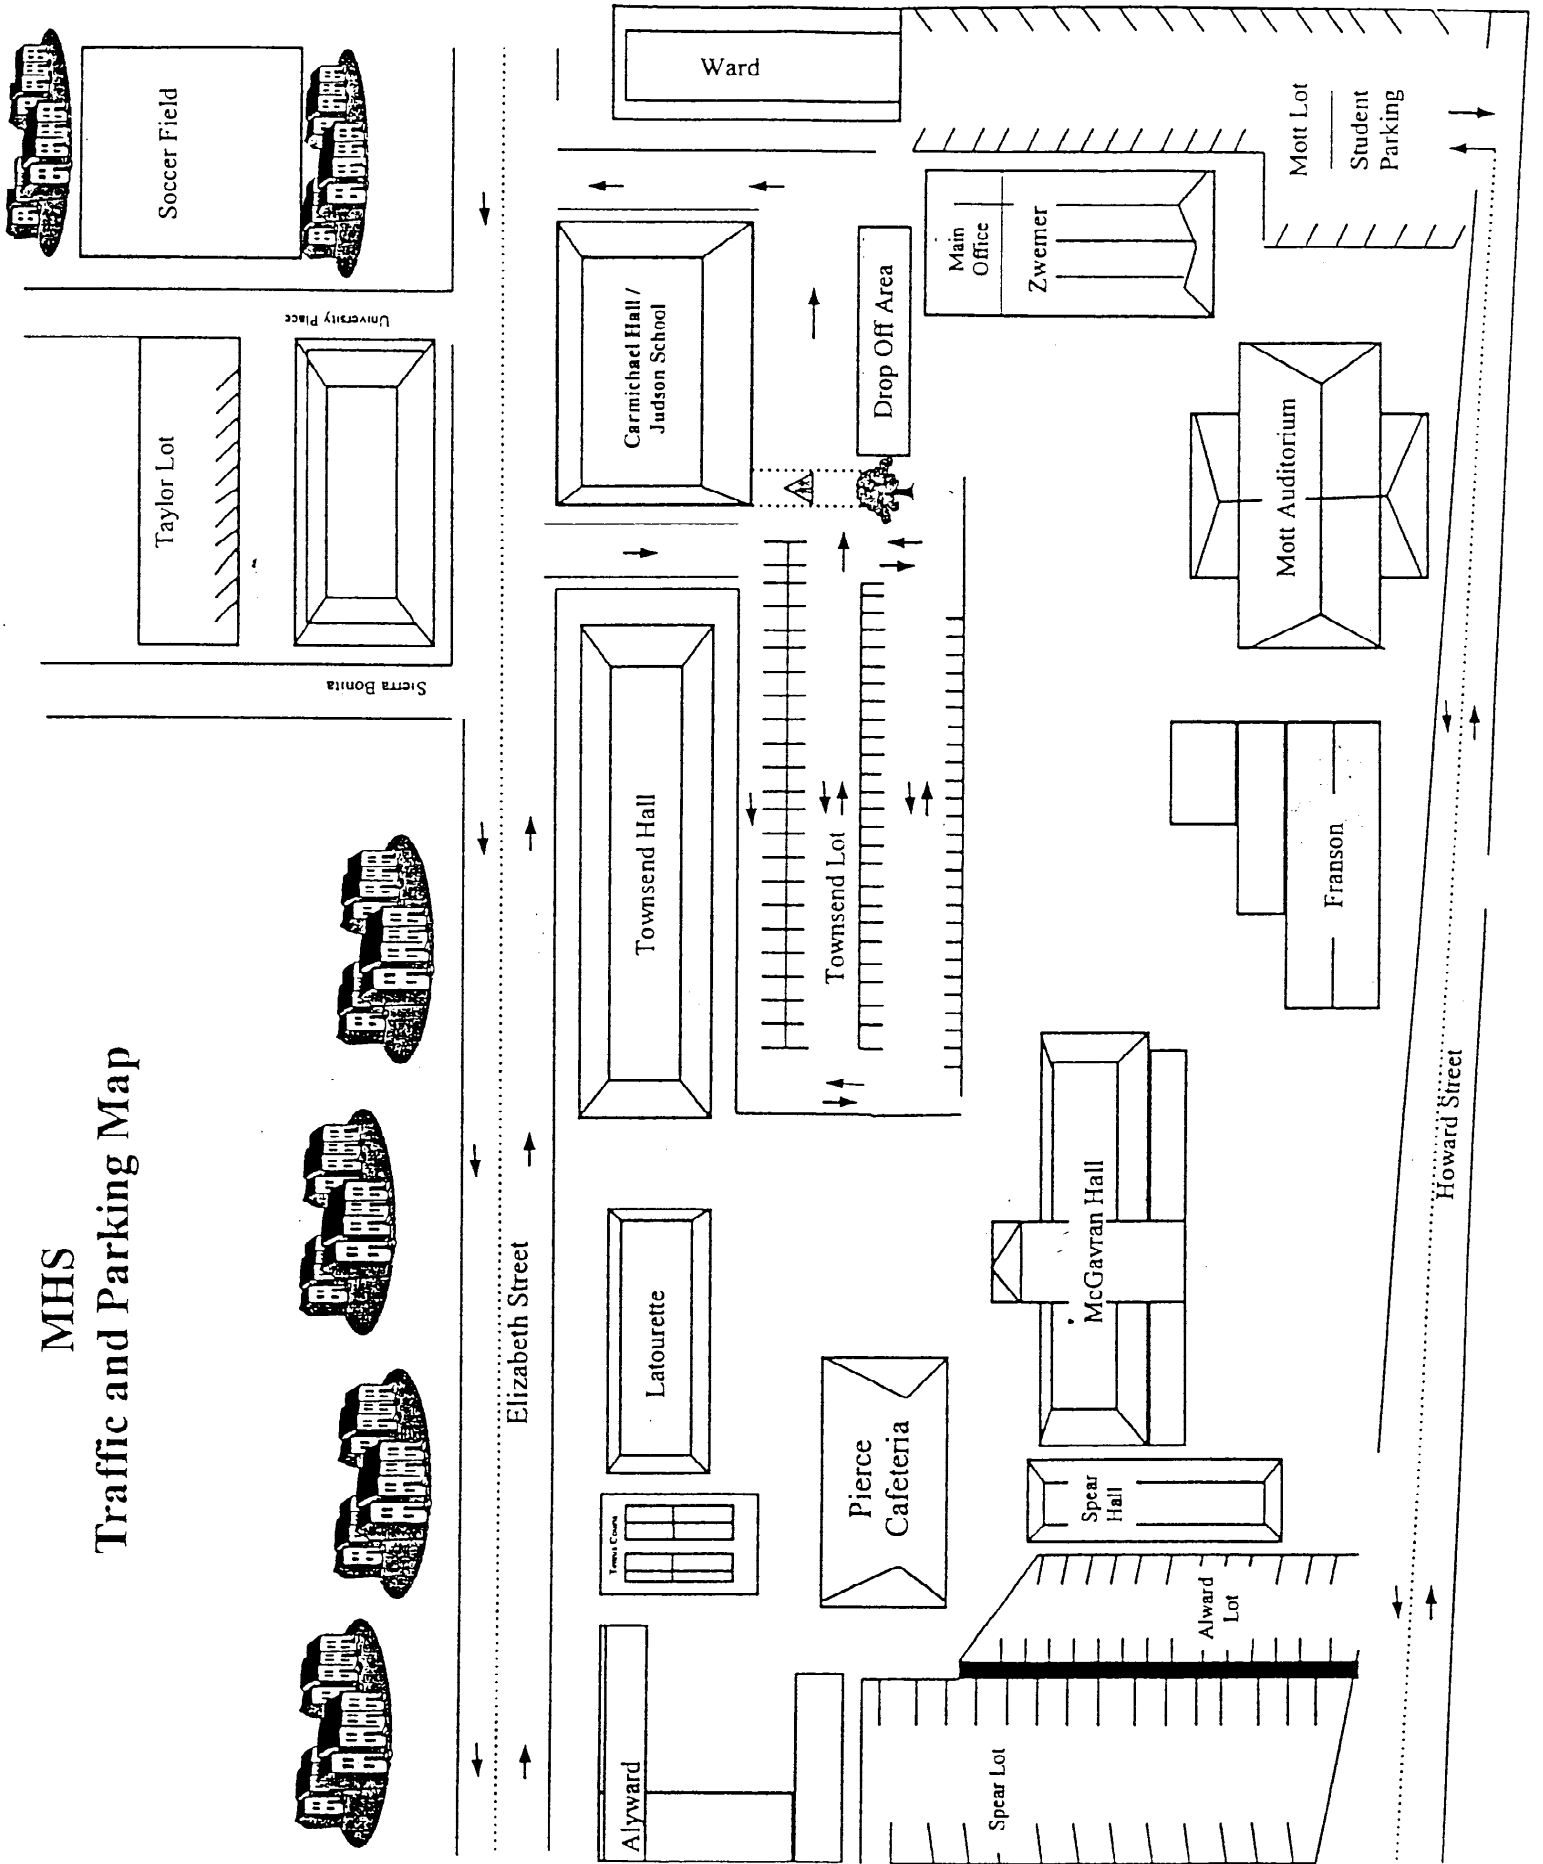 MHS
Traffic and Parking Map
Soccer Field
University Place
Taylor Lot
Sierra Bonita
Elizabeth Street
Ward
Carmichael Hall /
Judson School
Drop Off Area
Main
Office
Zwemer
Mott Lot
Student
Parking
Townsend Hall
Townsend Lot
Mott Auditorium
Franson
Latourette
McGavran Hall
Howard Street
Pierce
Cafeteria
Spear
Hall
Alward
Lot
Alyward
Spear Lot